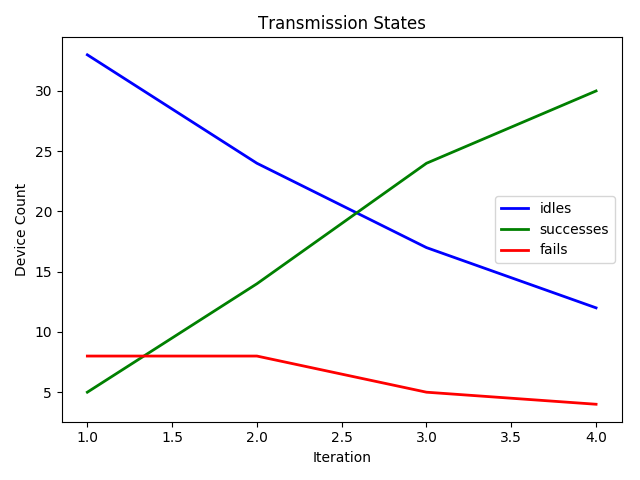 Transmission States
Device Count
30
25
20
15
10
5
idles
successes
fails
1.0 1.5 2.0 2.5 3.0 3.5 4.0
Iteration